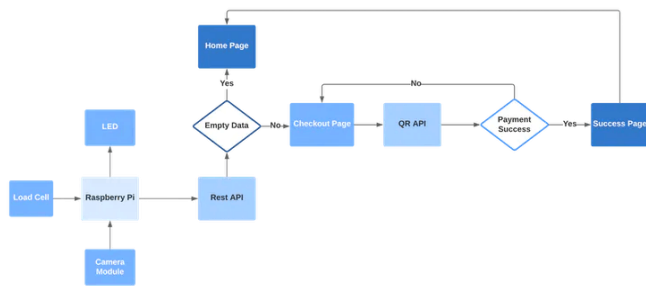 Home Page
Yes
No
LED
Empty Data
No
Checkout Page
QR API
Payment
Success
Yes
Success Page
Load Cell
Raspberry Pi
Rest API
Camera
Module